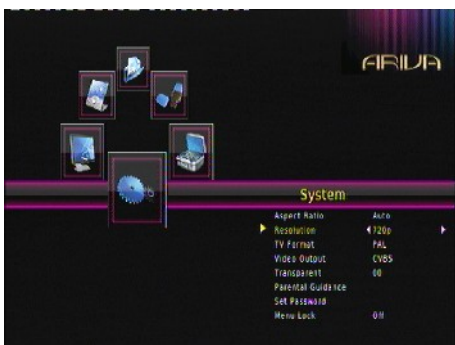 ARIVA
System
Aspect Ratio Auto
Resolution 720p
TV Format PAL
Video Output CVBS
Transparent 00
Parental Guidance
Set Password
Menu Lock Off